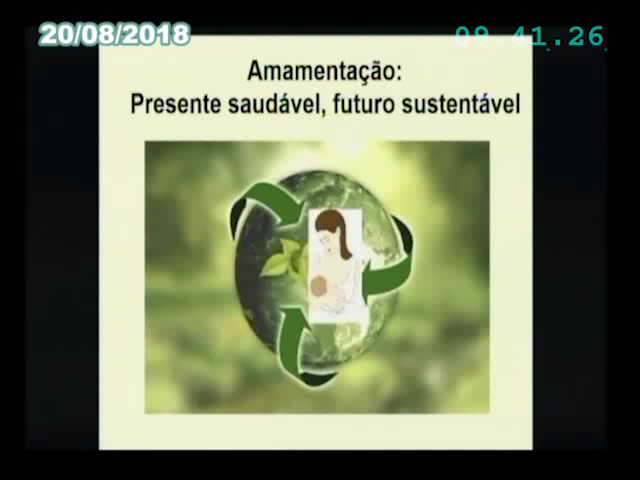 20/08/2018
09.41.26
Amamentação:
Presente saudável, futuro sustentável